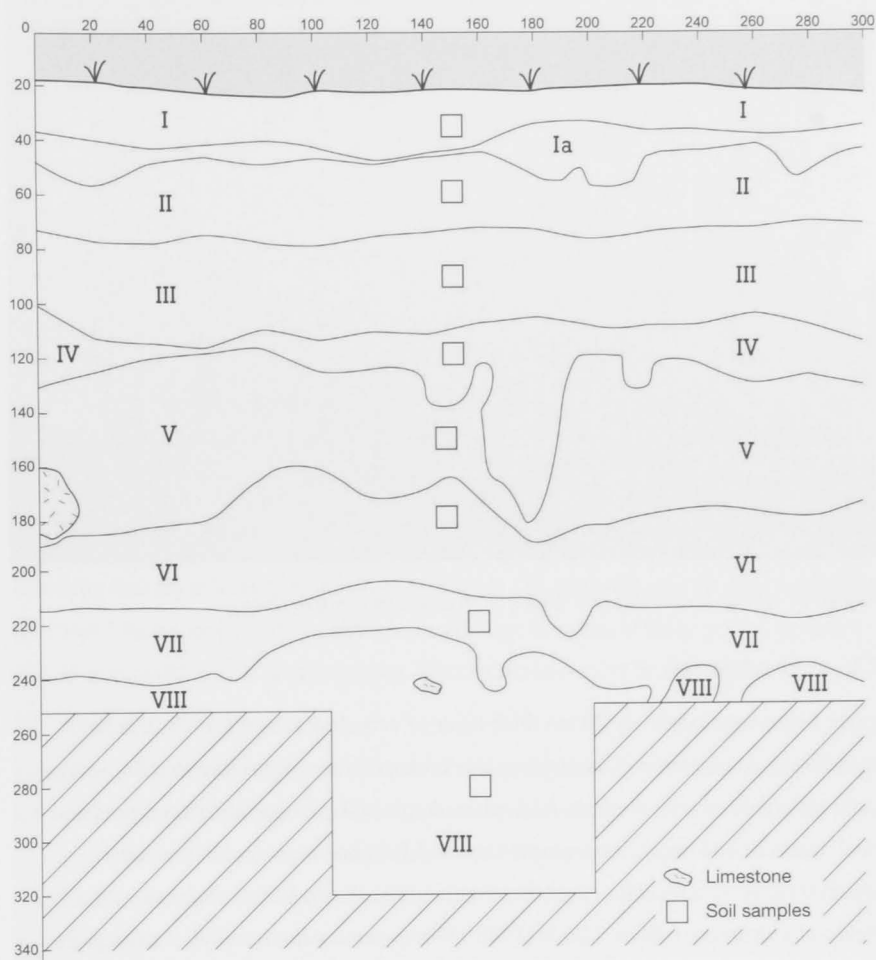 0 20 40 60 80 100 120 140 160 180 200 220 240 260 280 300
0
20
I I
40
Ia
60
II II
80
III III
100
IV IV
120
140
V V
160
180
200
VI VI
220
VII VII
240
VIII VIII VIII
260
280
300
VIII
320
Limestone
Soil samples
340